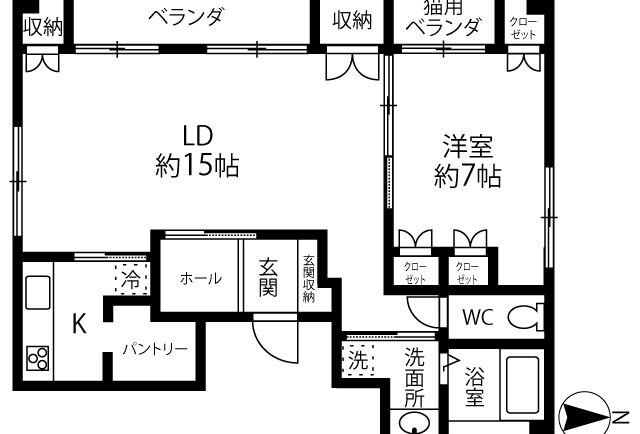 収納
ベランダ
収納
猫用
ベランダ
クロー
ゼット
LD
約15帖
洋室
約7帖
ホール
玄関
玄関収納
クロー
ゼット
クロー
ゼット
冷
K
パントリー
WC
洗
洗面所
浴室
N